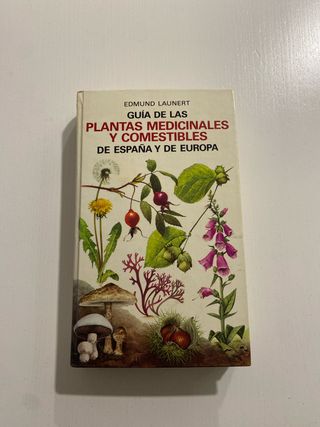 EDMUND LAUNERT
GUÍA DE LAS
PLANTAS MEDICINALES
Y COMESTIBLES
DE ESPAÑA Y DE EUROPA